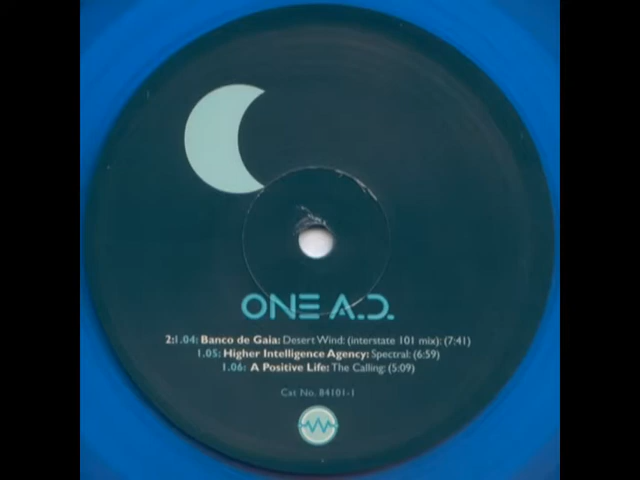 ONE A.D.
2:1.04: Banco de Gaia: Desert Wind: (interstate 101 mix): (7:41)
1.05: Higher Intelligence Agency: Spectral: (6:59)
1.06: A Positive Life: The Calling: (5:09)
Cat No. 84101-1